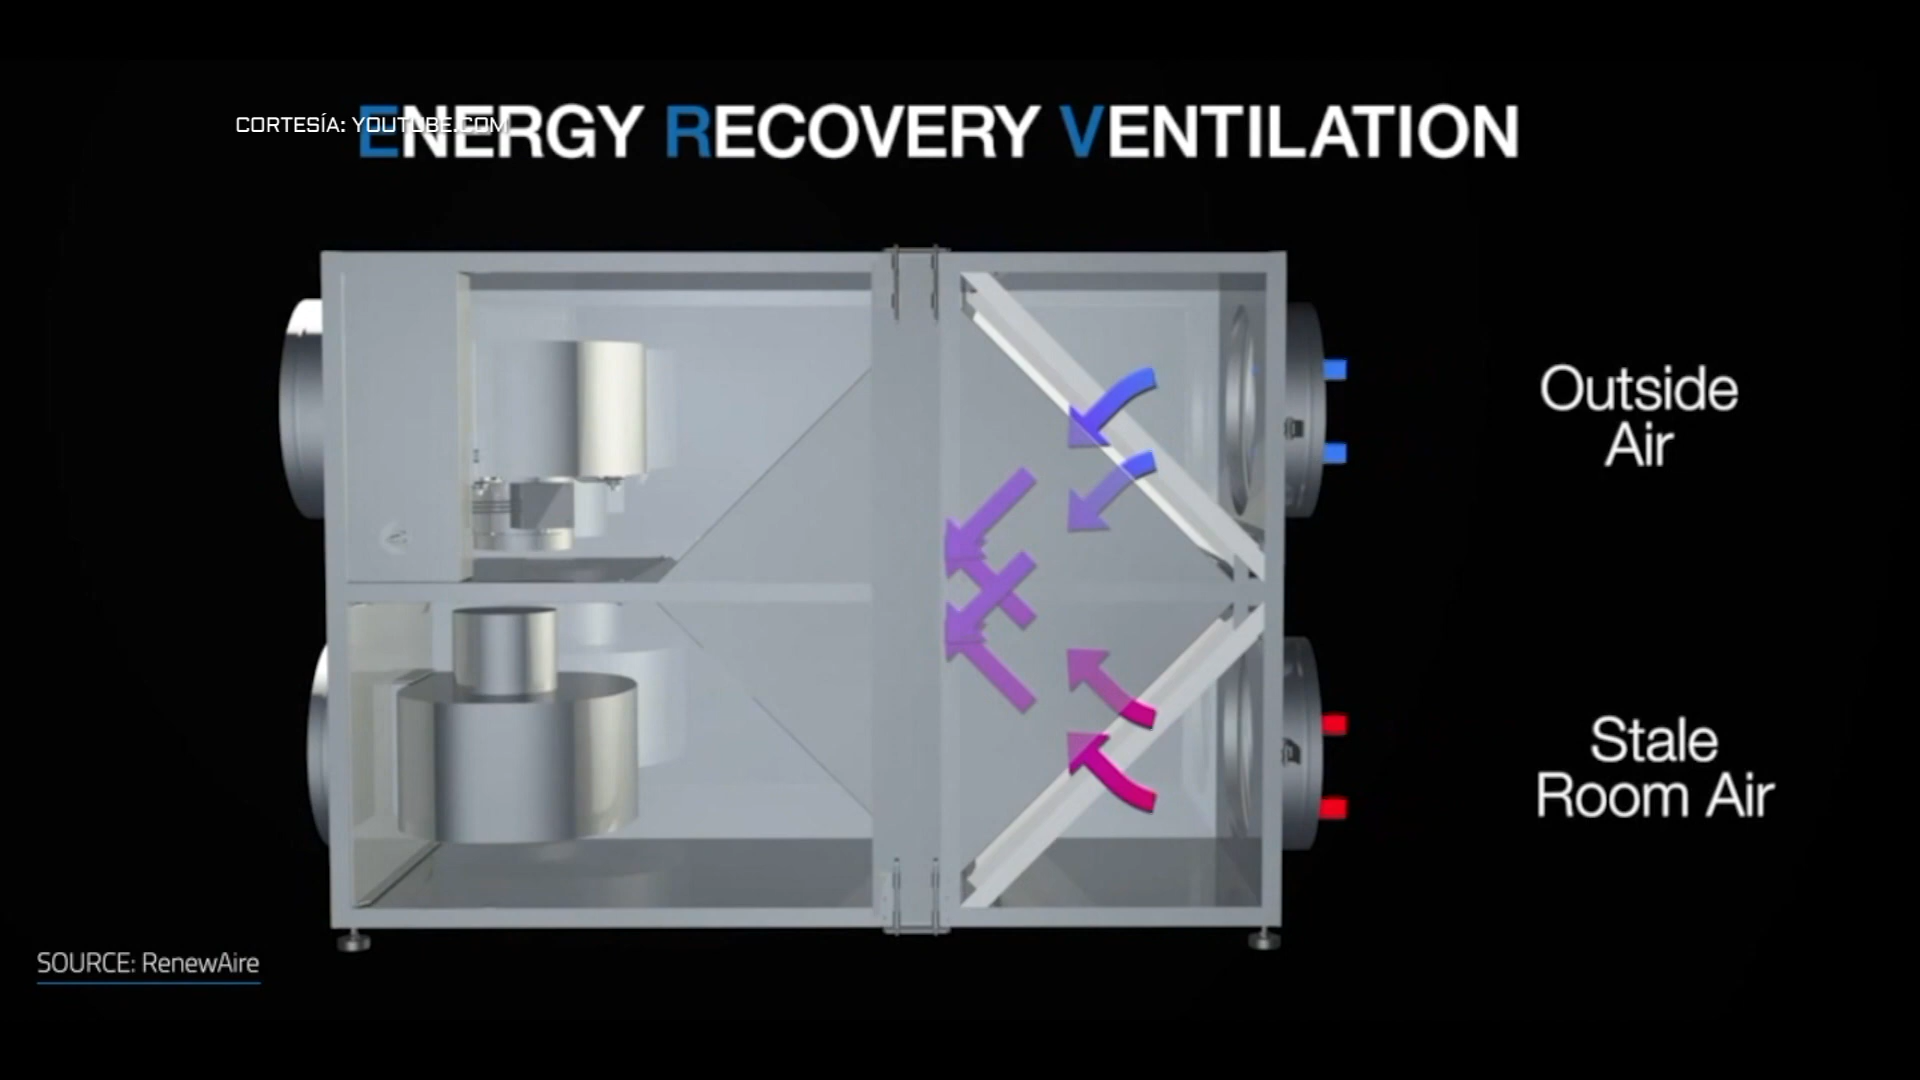 CORTESÍA: YOUTUBE.COM
ENERGY RECOVERY VENTILATION
Outside
Air
Stale
Room Air
SOURCE: RenewAire